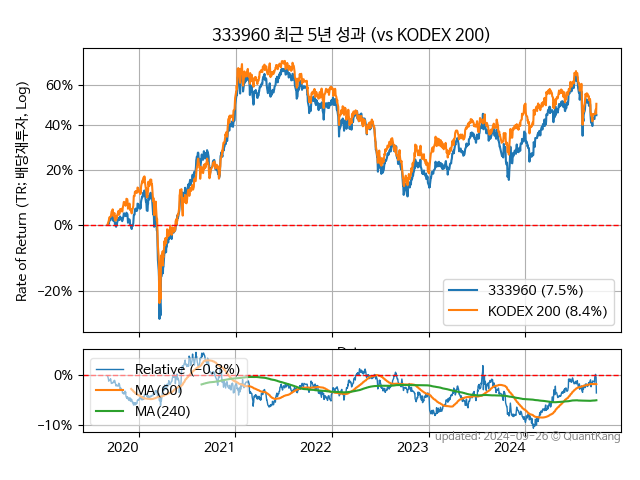 333960 최근 5년 성과 (vs KODEX 200)
Rate of Return (TR: 배당재투자, Log)
60%
40%
20%
0%
−20%
333960 (7.5%)
KODEX 200 (8.4%)
0%
−10%
Relative (−0.8%)
MA(60)
MA(240)
2020
2021
2022
2023
2024
updated: 2024-09-26 © QuantKang